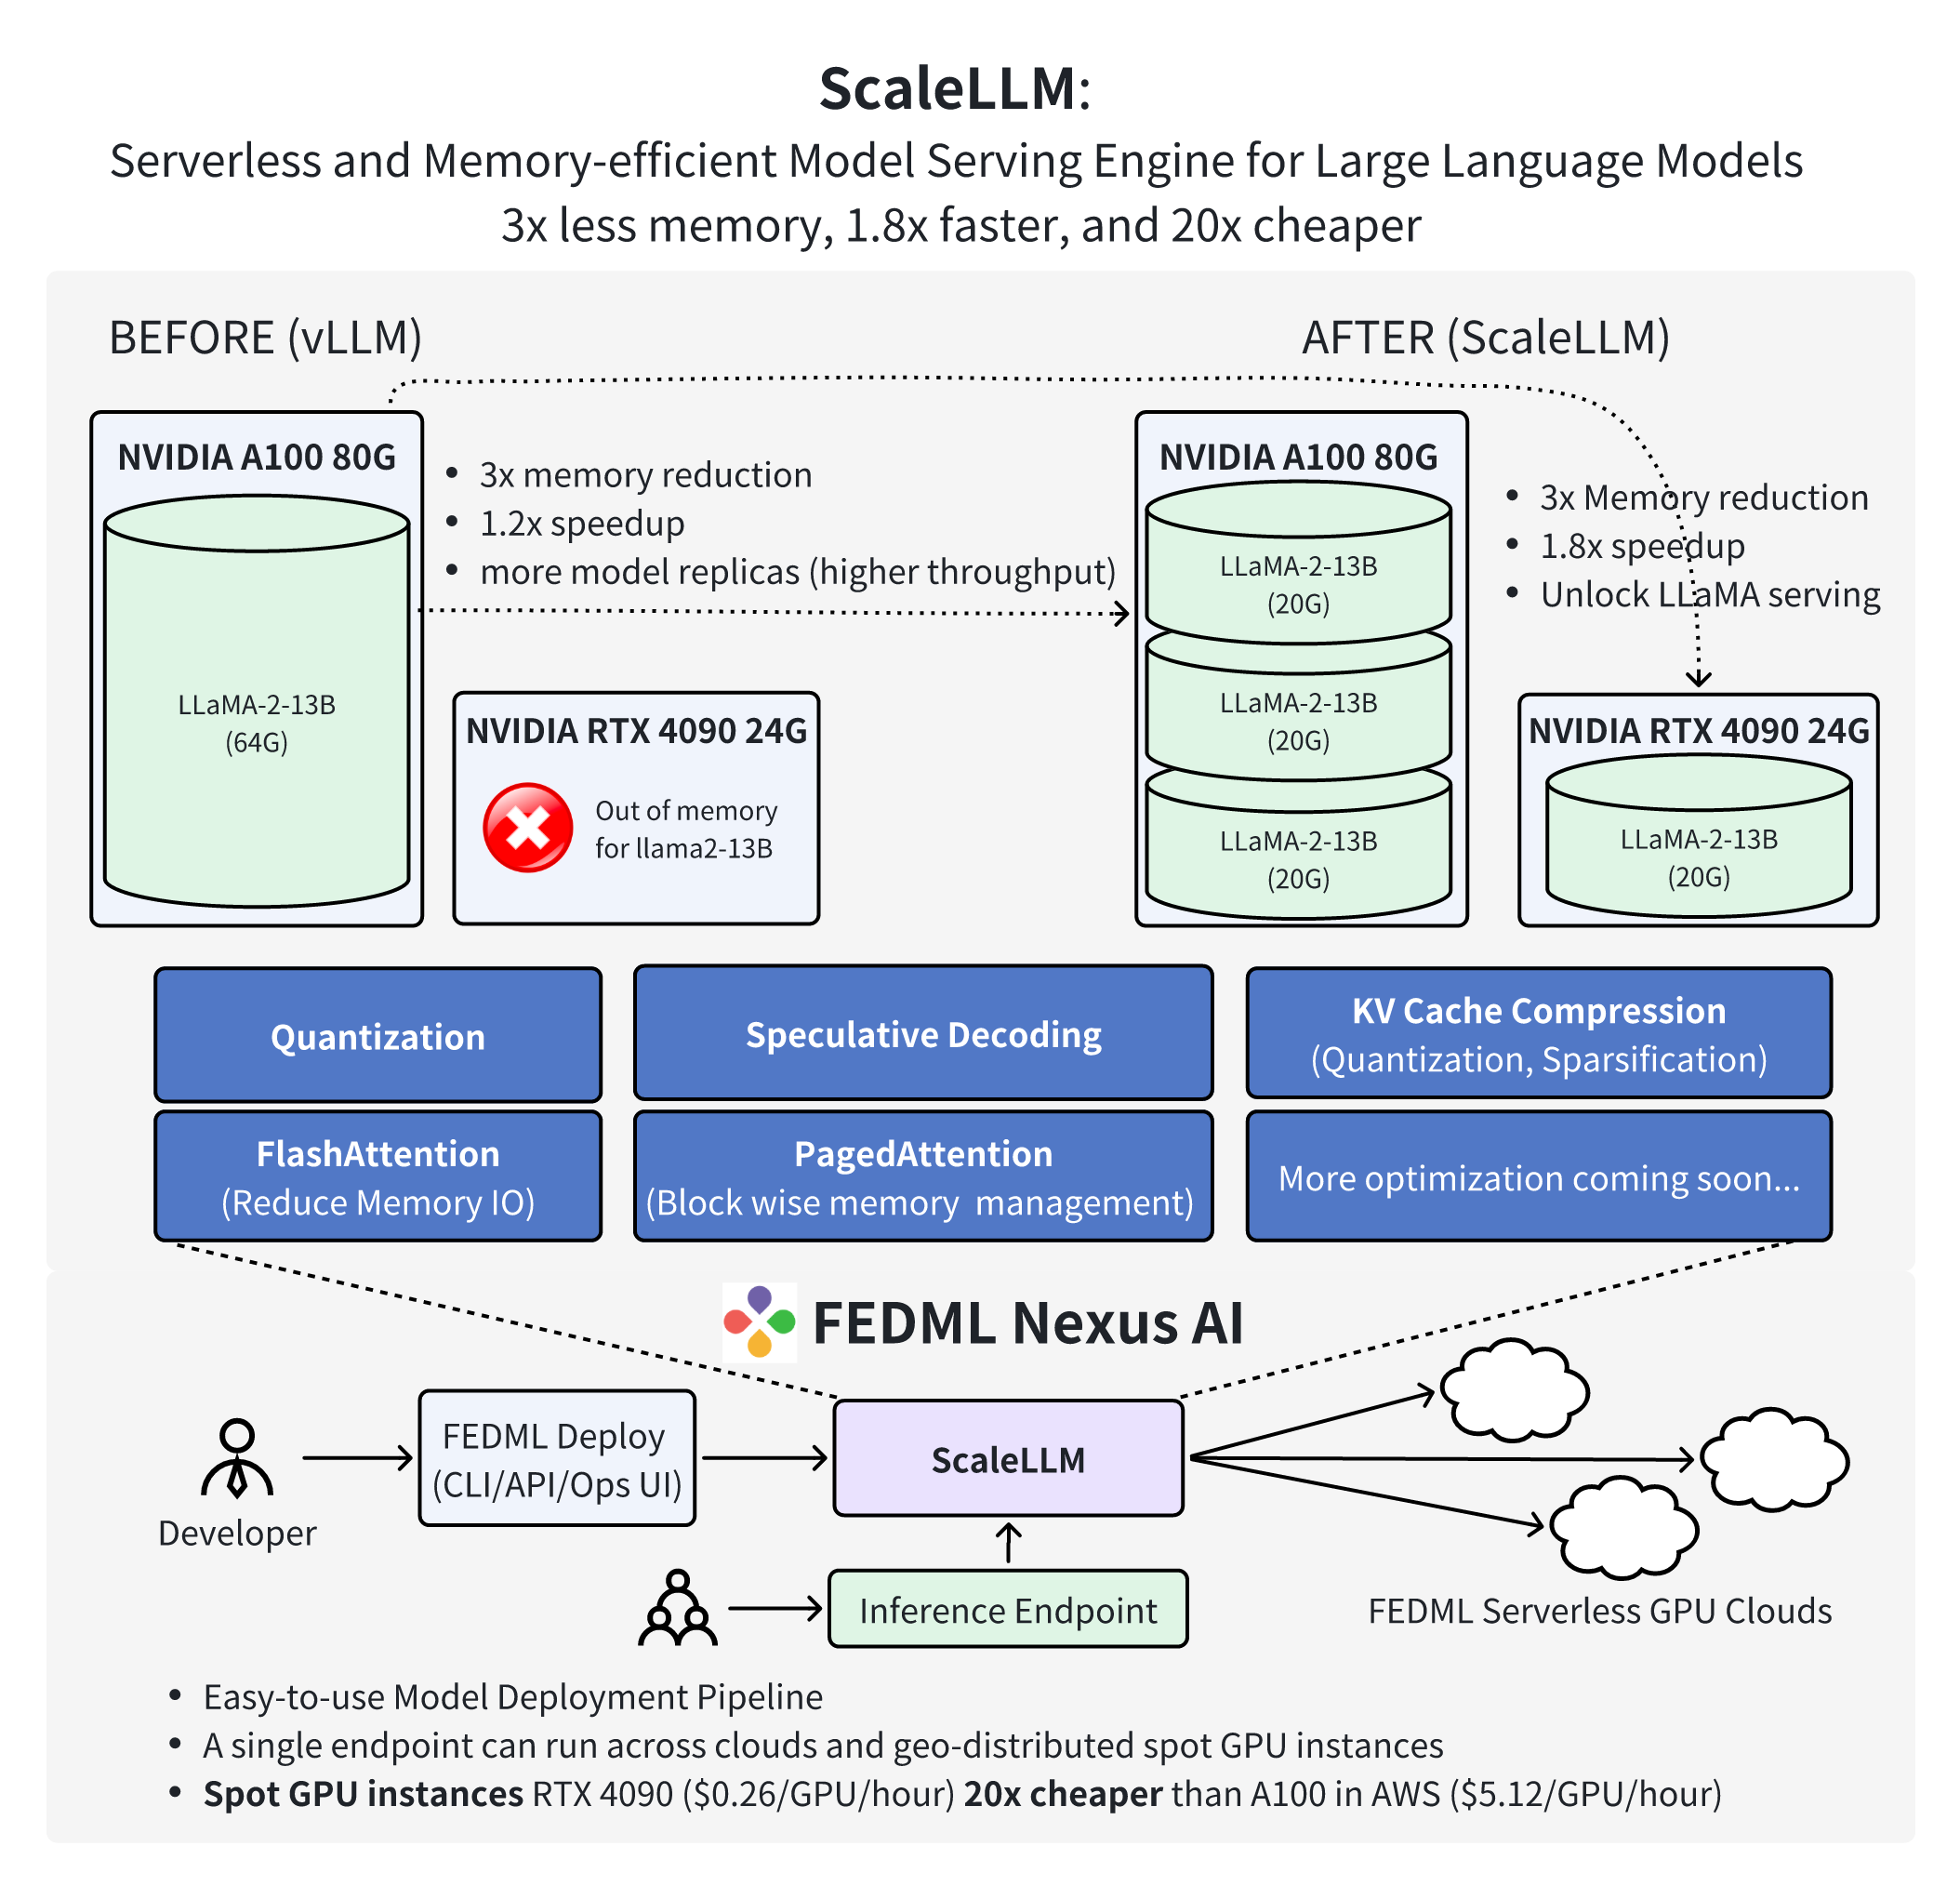 ScaleLLM:
Serverless and Memory-efficient Model Serving Engine for Large Language Models
3x less memory, 1.8x faster, and 20x cheaper
BEFORE (vLLM)
AFTER (ScaleLLM)
NVIDIA A100 80G
LLaMA-2-13B
(64G)
• 3x memory reduction
• 1.2x speedup
• more model replicas (higher throughput)
NVIDIA RTX 4090 24G
Out of memory
for llama2-13B
NVIDIA A100 80G
LLaMA-2-13B
(20G)
LLaMA-2-13B
(20G)
LLaMA-2-13B
(20G)
• 3x Memory reduction
• 1.8x speedup
• Unlock LLaMA serving
NVIDIA RTX 4090 24G
LLaMA-2-13B
(20G)
Quantization
Speculative Decoding
KV Cache Compression
(Quantization, Sparsification)
FlashAttention
(Reduce Memory IO)
PagedAttention
(Block wise memory  management)
More optimization coming soon...
FEDML Nexus AI
Developer
FEDML Deploy
(CLI/API/Ops UI)
ScaleLLM
Inference Endpoint
FEDML Serverless GPU Clouds
• Easy-to-use Model Deployment Pipeline
• A single endpoint can run across clouds and geo-distributed spot GPU instances
• Spot GPU instances RTX 4090 ($0.26/GPU/hour) 20x cheaper than A100 in AWS ($5.12/GPU/hour)